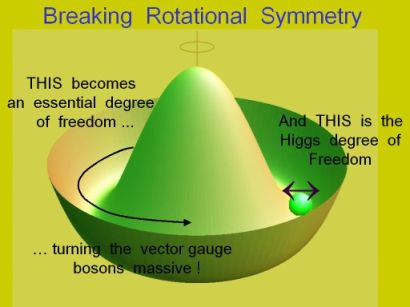 Breaking Rotational Symmetry
THIS becomes
an essential degree
of freedom ...
And THIS is the
Higgs degree of
Freedom
... turning the vector gauge
bosons massive !